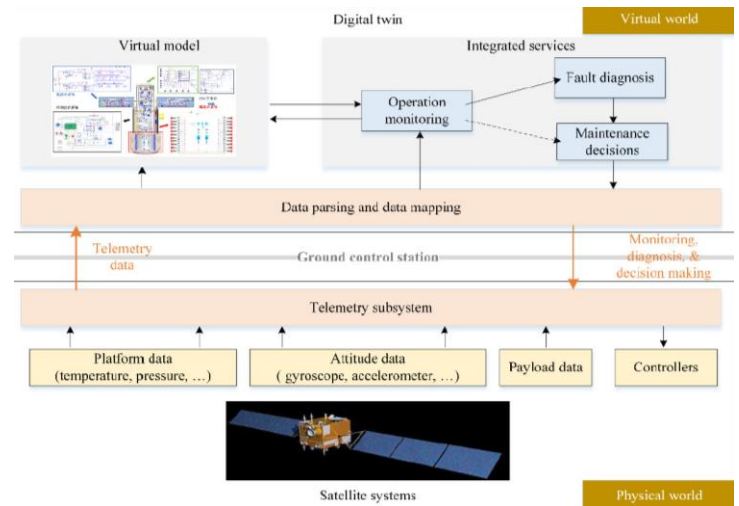 Digital twin
Virtual world
Virtual model
Integrated services
Operation
monitoring
Fault diagnosis
Maintenance
decisions
Data parsing and data mapping
Telemetry
data
Ground control station
Monitoring,
diagnosis, &
decision making
Telemetry subsystem
Platform data
(temperature, pressure, …)
Attitude data
( gyroscope, accelerometer, …)
Payload data
Controllers
Satellite systems
Physical world